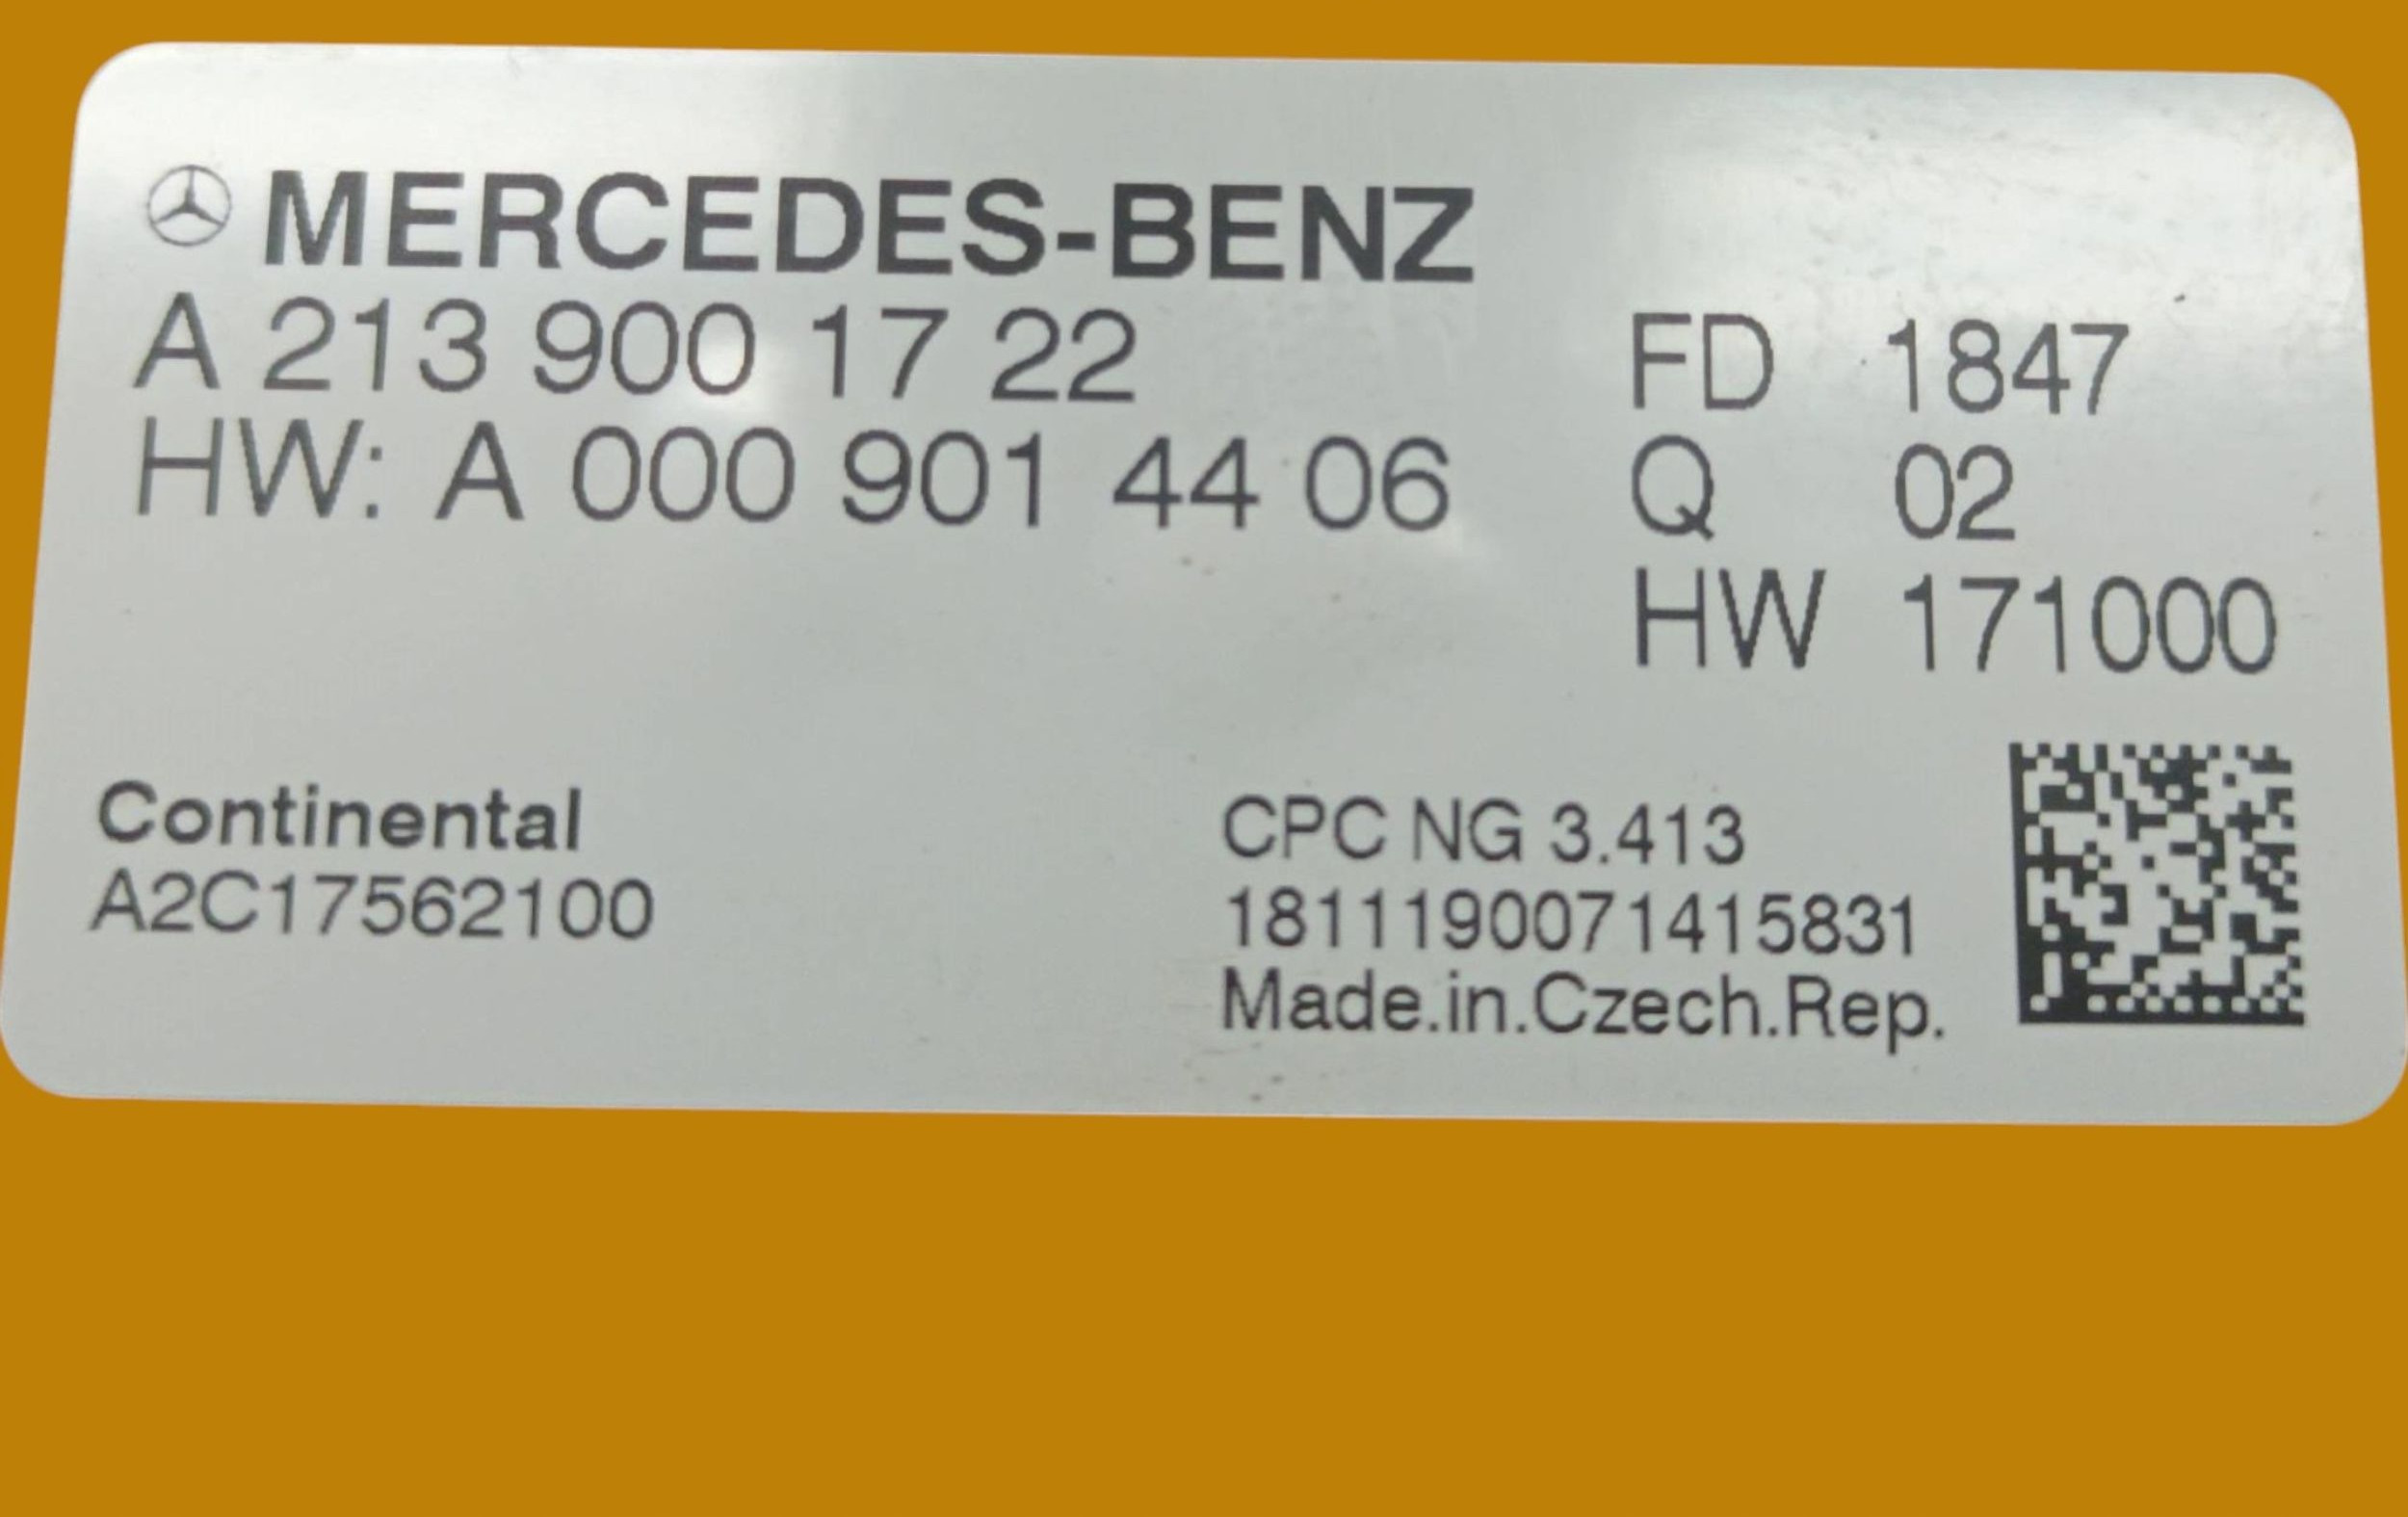 MERCEDES-BENZ
A 213 900 17 22
HW: A 000 901 44 06
FD 1847
Q 02
HW 171000
Continental
A2C17562100
CPC NG 3.413
1811190071415831
Made.in.Czech.Rep.